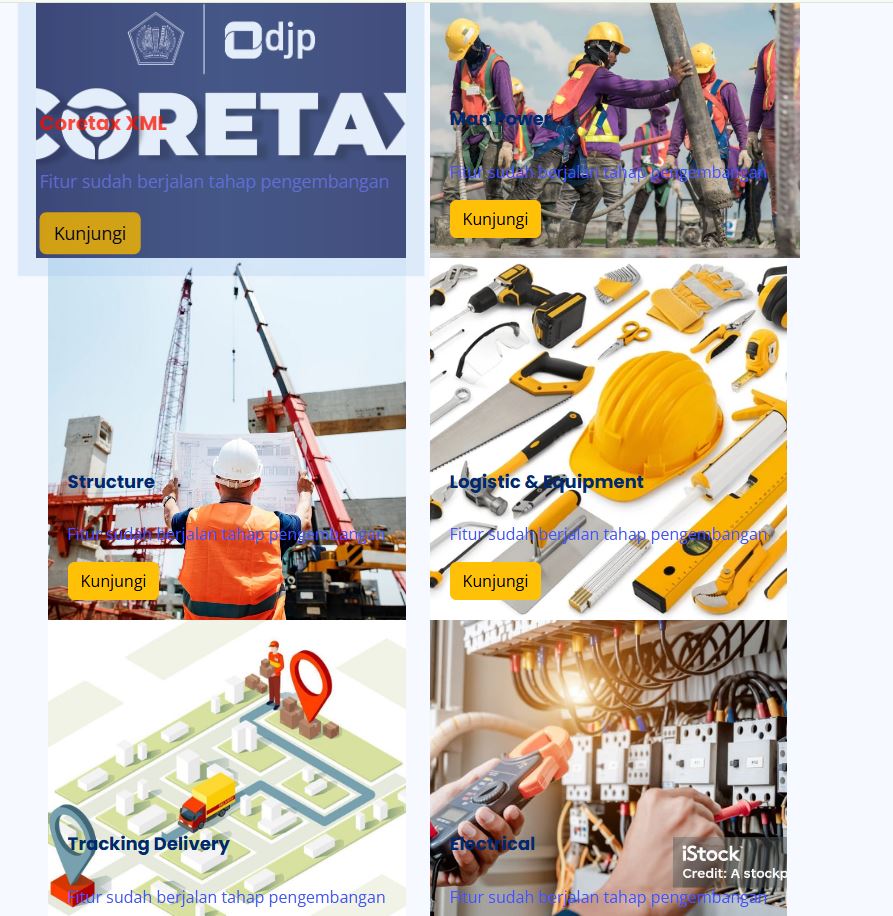 djp
CORETAX
Coretax XML
Fitur sudah berjalan tahap pengembangan
Kunjungi
Man Power
Fitur sudah berjalan tahap pengembangan
Kunjungi
Structure
Fitur sudah berjalan tahap pengembangan
Kunjungi
Logistic & Equipment
Fitur sudah berjalan tahap pengembangan
Kunjungi
Tracking Delivery
Fitur sudah berjalan tahap pengembangan
Electrical
Fitur sudah berjalan tahap pengembangan
iStock
Credit: A stockp